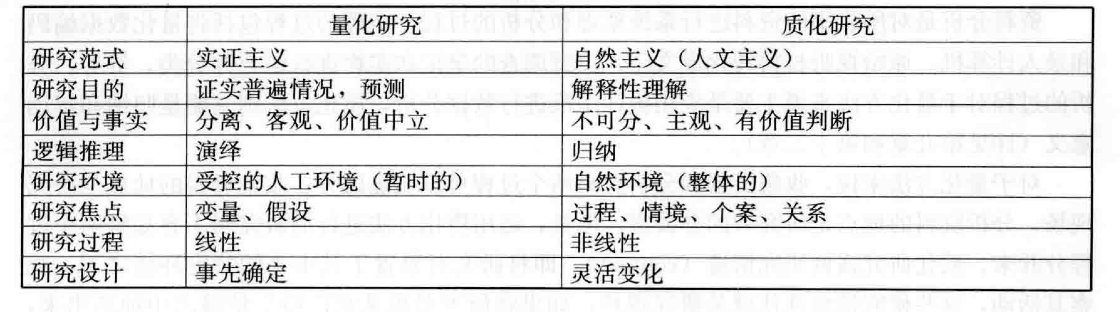 量化研究 质化研究
研究范式 实证主义 自然主义（人文主义）
研究目的 证实普遍情况，预测 解释性理解
价值与事实 分离、客观、价值中立 不可分、主观、有价值判断
逻辑推理 演绎 归纳
研究环境 受控的人工环境（暂时的） 自然环境（整体的）
研究焦点 变量、假设 过程、情境、个案、关系
研究过程 线性 非线性
研究设计 事先确定 灵活变化